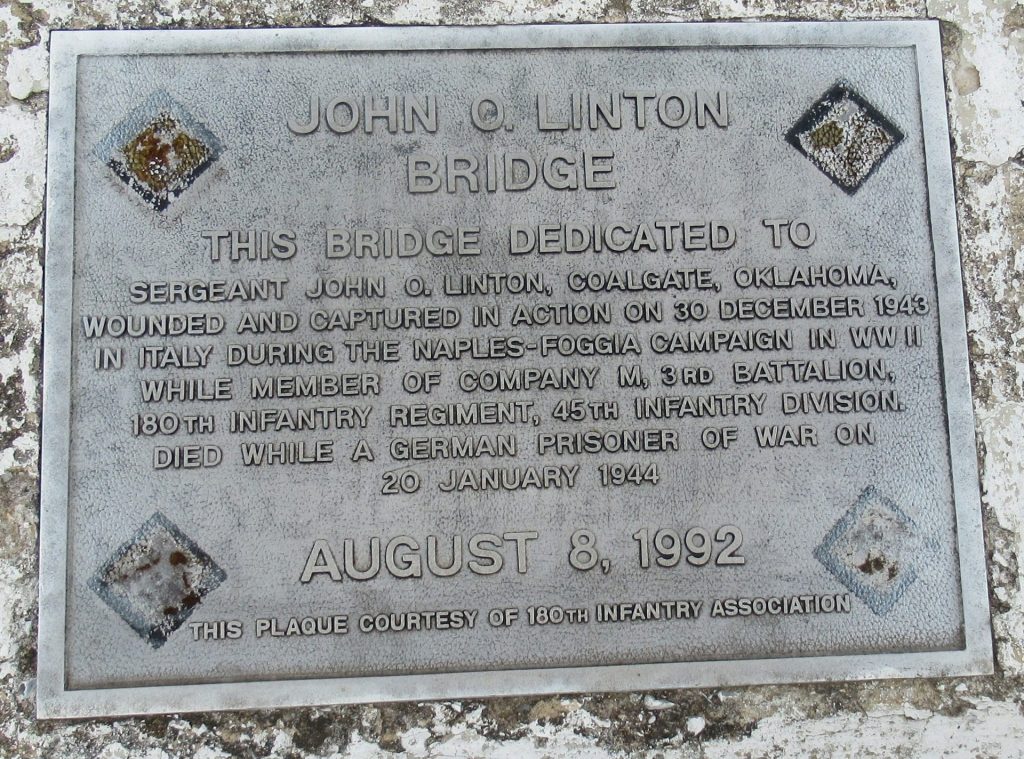 JOHN O. LINTON
BRIDGE
THIS BRIDGE DEDICATED TO
SERGEANT JOHN O. LINTON, COALGATE, OKLAHOMA,
WOUNDED AND CAPTURED IN ACTION ON 30 DECEMBER 1943
IN ITALY DURING THE NAPLES-FOGGIA CAMPAIGN IN WW II
WHILE MEMBER OF COMPANY M, 3RD BATTALION,
180TH INFANTRY REGIMENT, 45TH INFANTRY DIVISION.
DIED WHILE A GERMAN PRISONER OF WAR ON
20 JANUARY 1944
AUGUST 8, 1992
THIS PLAQUE COURTESY OF 180TH INFANTRY ASSOCIATION